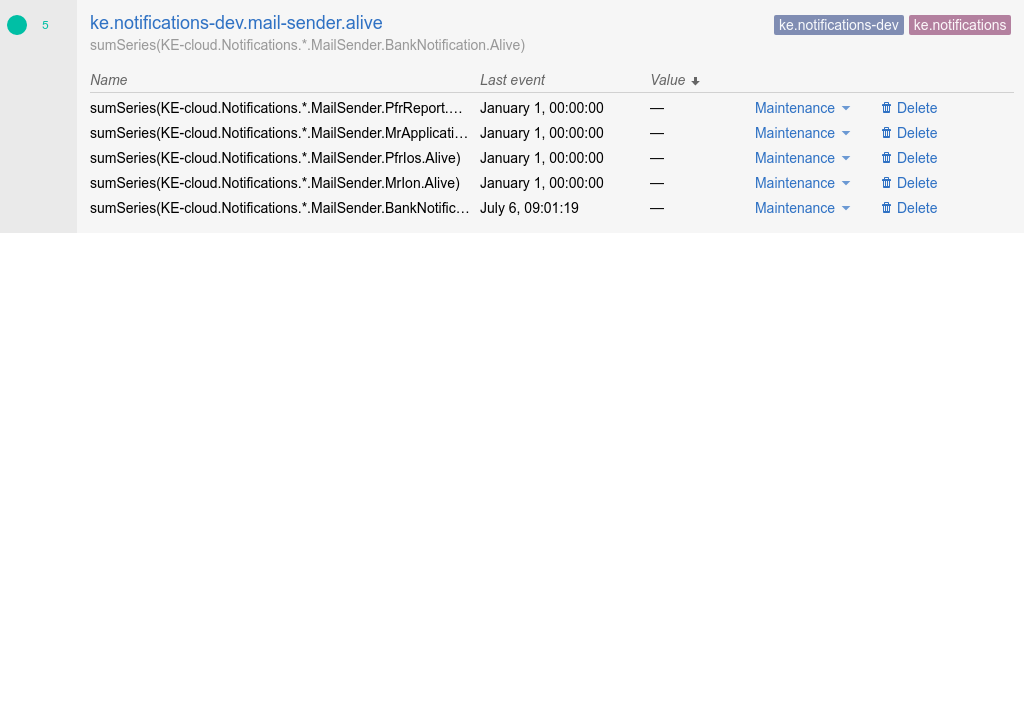 5 ke.notifications-dev.mail-sender.alive ke.notifications-dev ke.notifications
sumSeries(KE-cloud.Notifications.*.MailSender.BankNotification.Alive)
Name Last event Value
sumSeries(KE-cloud.Notifications.*.MailSender.PfrReport.… January 1, 00:00:00 — Maintenance Delete
sumSeries(KE-cloud.Notifications.*.MailSender.MrApplicati… January 1, 00:00:00 — Maintenance Delete
sumSeries(KE-cloud.Notifications.*.MailSender.PfrIos.Alive) January 1, 00:00:00 — Maintenance Delete
sumSeries(KE-cloud.Notifications.*.MailSender.MrIon.Alive) January 1, 00:00:00 — Maintenance Delete
sumSeries(KE-cloud.Notifications.*.MailSender.BankNotific… July 6, 09:01:19 — Maintenance Delete